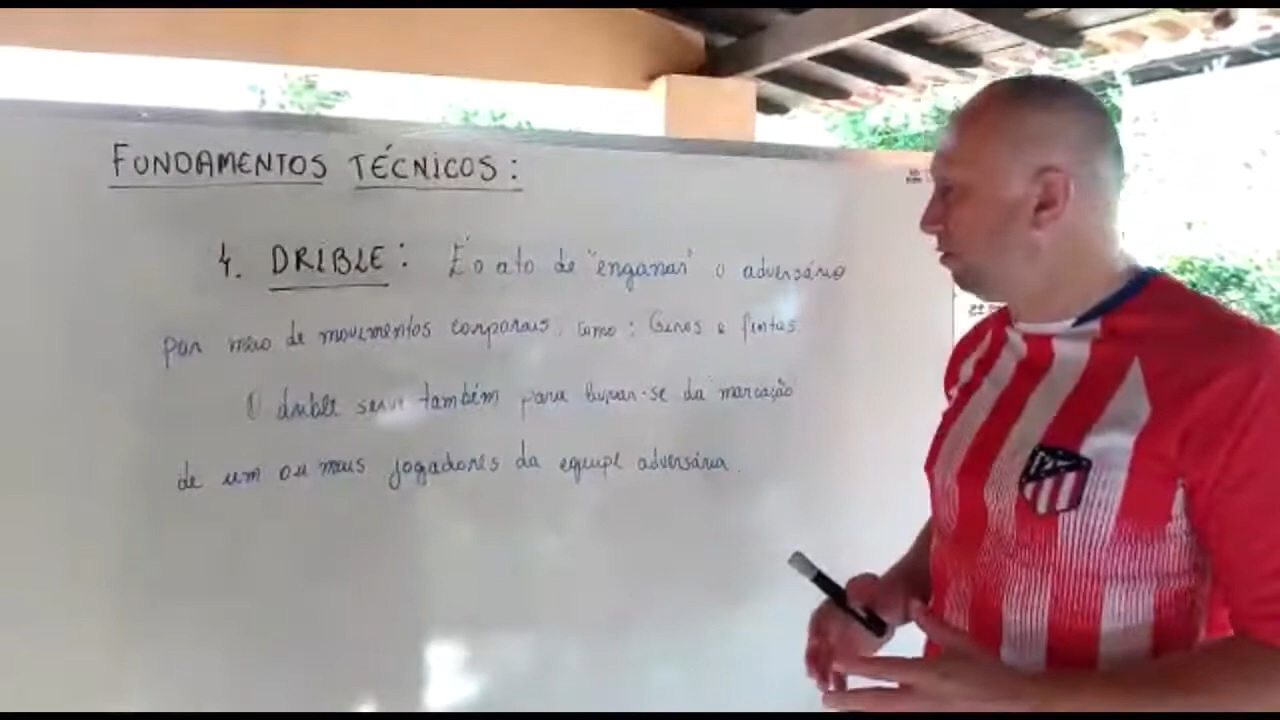 FUNDAMENTOS TÉCNICOS:
4. DRIBLE: É o ato de "enganar" o adversário
por meio de movimentos corporais, como: Giros e fintas.
O drible serve também para livrar-se da marcação
de um ou mais jogadores da equipe adversária.